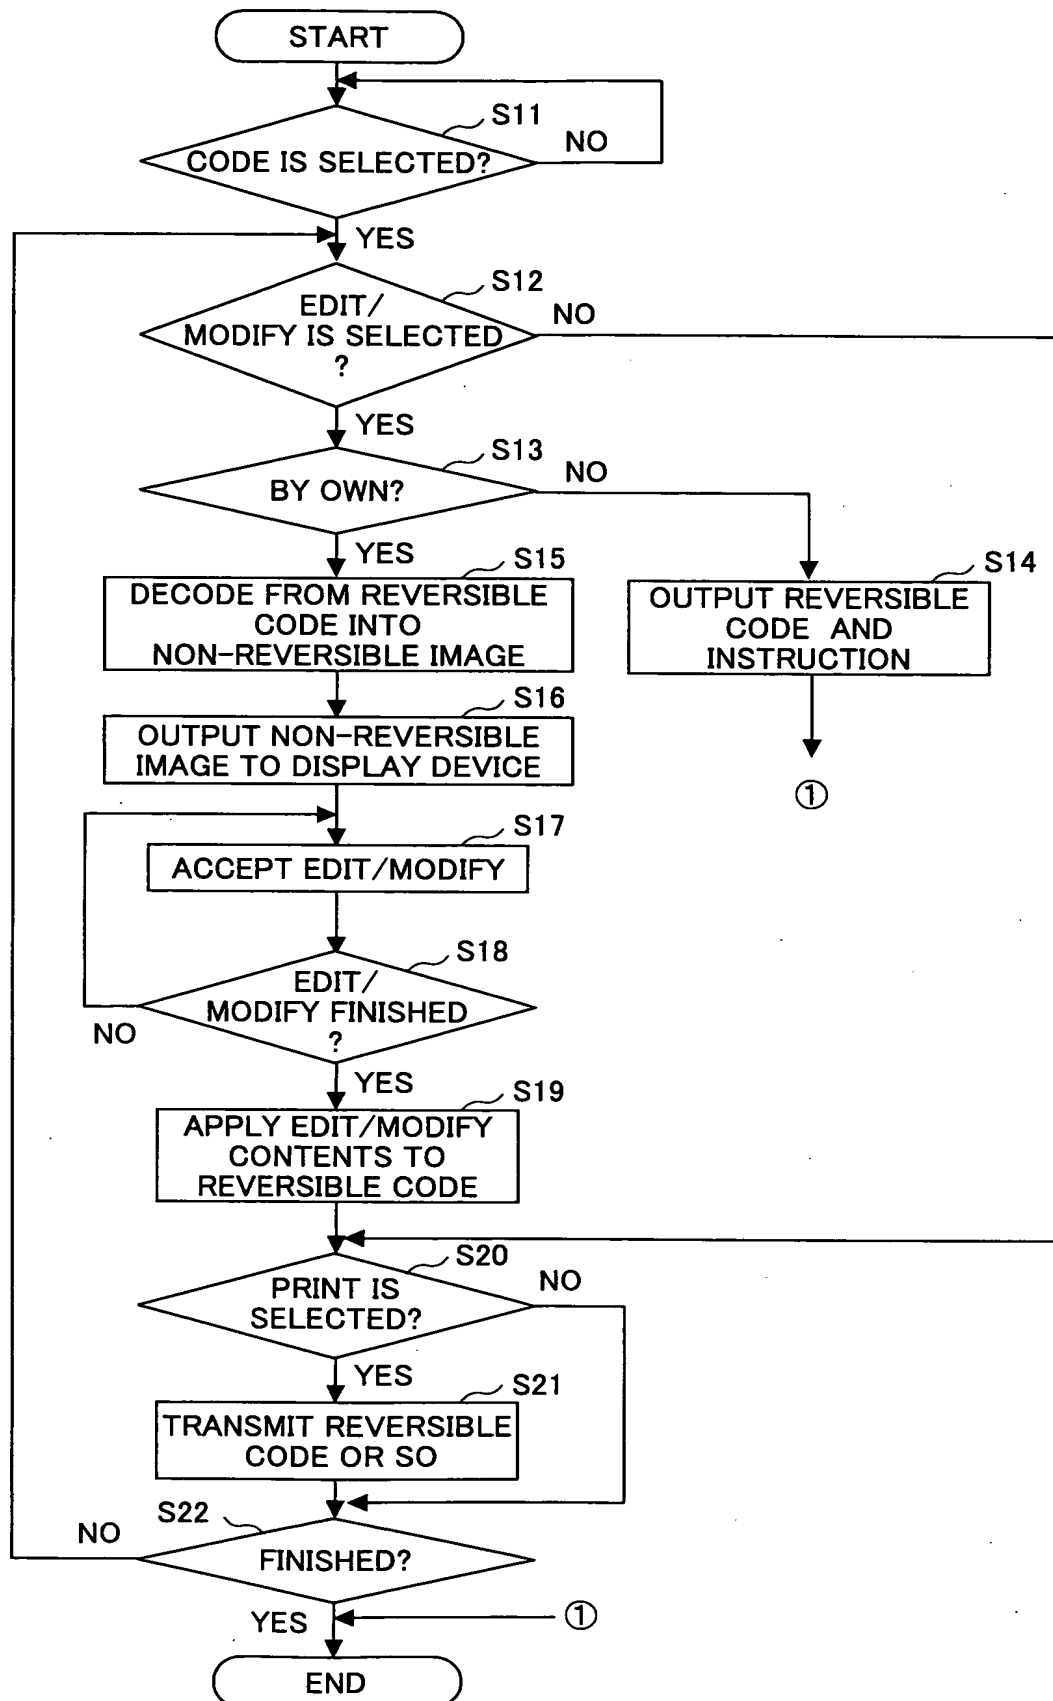 START
S11
CODE IS SELECTED?
NO
YES
S12
EDIT/
MODIFY IS SELECTED
?
NO
YES
S13
BY OWN?
NO
YES
S15
DECODE FROM REVERSIBLE
CODE INTO
NON-REVERSIBLE IMAGE
S14
OUTPUT REVERSIBLE
CODE AND
INSTRUCTION
①
S16
OUTPUT NON-REVERSIBLE
IMAGE TO DISPLAY DEVICE
S17
ACCEPT EDIT/MODIFY
S18
EDIT/
MODIFY FINISHED
?
NO
YES
S19
APPLY EDIT/MODIFY
CONTENTS TO
REVERSIBLE CODE
S20
PRINT IS
SELECTED?
NO
YES
S21
TRANSMIT REVERSIBLE
CODE OR SO
S22
NO
FINISHED?
YES
①
END